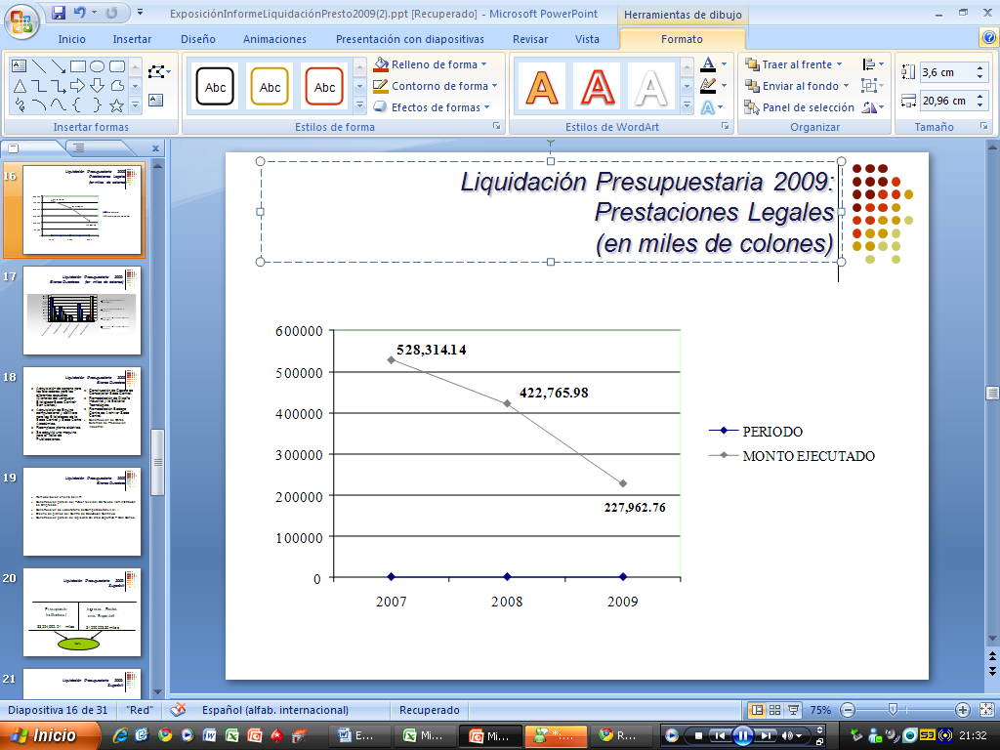 ExposiciónInformeLiquidaciónPresto2009(2).ppt [Recuperado] - Microsoft PowerPoint
Herramientas de dibujo
Inicio Insertar Diseño Animaciones Presentación con diapositivas Revisar Vista Formato
Abc Abc Abc
Relleno de forma
Contorno de forma
Efectos de formas
A A A
Traer al frente
Enviar al fondo
Panel de selección
3,6 cm
20,96 cm
Insertar formas Estilos de forma Estilos de WordArt Organizar Tamaño
16
17
18
19
20
21
Liquidación Presupuestaria 2009:
Prestaciones Legales
(en miles de colones)
600000
500000
400000
300000
200000
100000
0
528,314.14
422,765.98
227,962.76
2007 2008 2009
PERIODO
MONTO EJECUTADO
Diapositiva 16 de 31 "Red" Español (alfab. internacional) Recuperado 75%
Inicio E... Mi... Mi... *:... R... 21:32